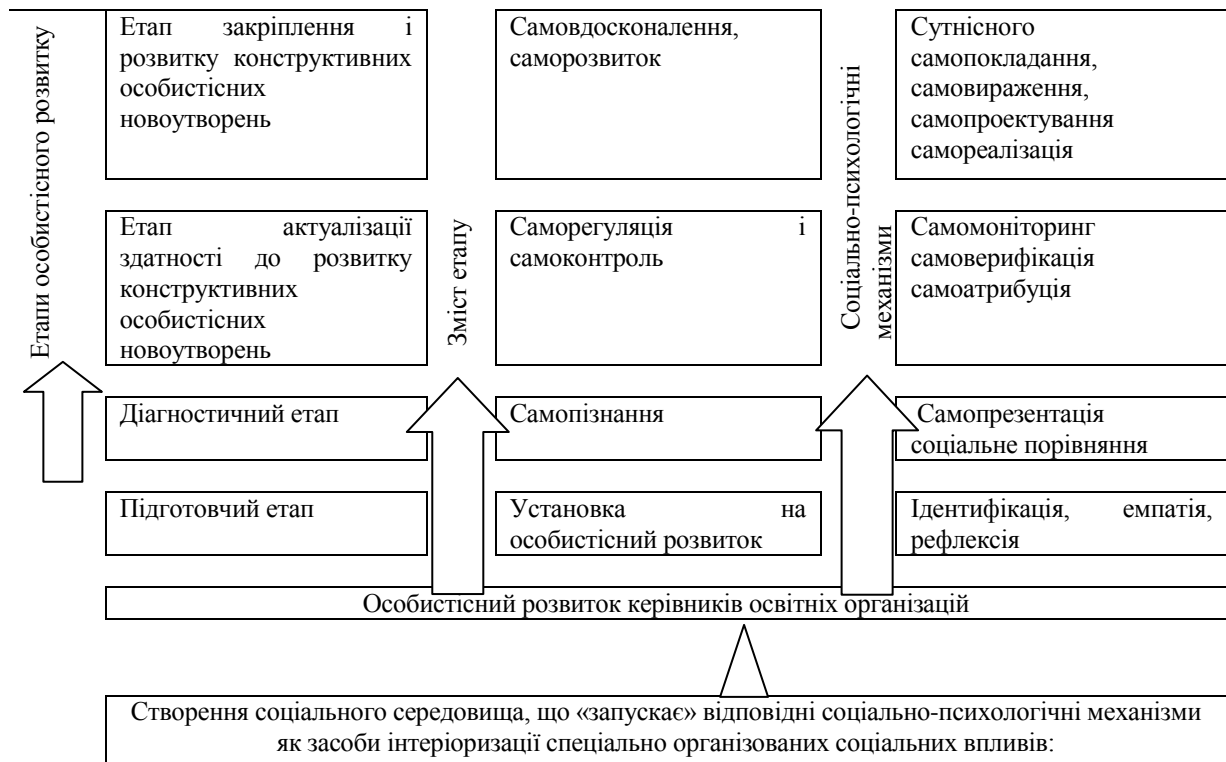 Етапи особистісного розвитку
Етап закріплення і
розвитку конструктивних
особистісних
новоутворень
Самовдосконалення,
саморозвиток
Сутнісного
самопокладання,
самовираження,
самопроектування
самореалізація
Етап актуалізації
здатності до розвитку
конструктивних
особистісних
новоутворень
Зміст етапу
Саморегуляція і
самоконтроль
Соціально-психологічні
механізми
Самомоніторинг
самоверифікація
самоатрибуція
Діагностичний етап
Самопізнання
Самопрезентація
соціальне порівняння
Підготовчий етап
Установка на
особистісний розвиток
Ідентифікація, емпатія,
рефлексія
Особистісний розвиток керівників освітніх організацій
Створення соціального середовища, що «запускає» відповідні соціально-психологічні механізми
як засоби інтеріоризації спеціально організованих соціальних впливів: